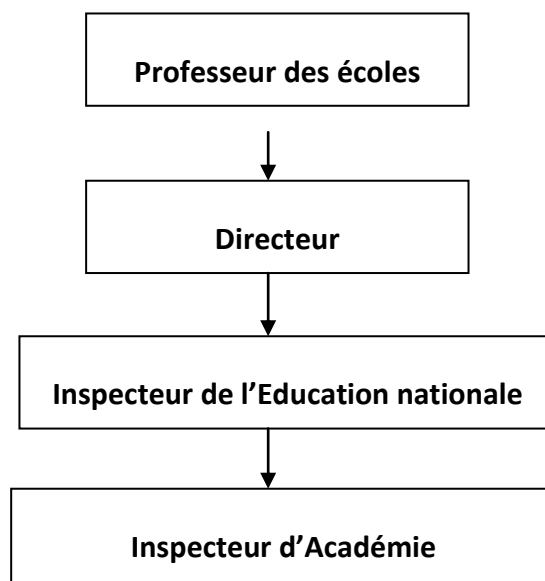 Professeur des écoles
Directeur
Inspecteur de l’Education nationale
Inspecteur d’Académie